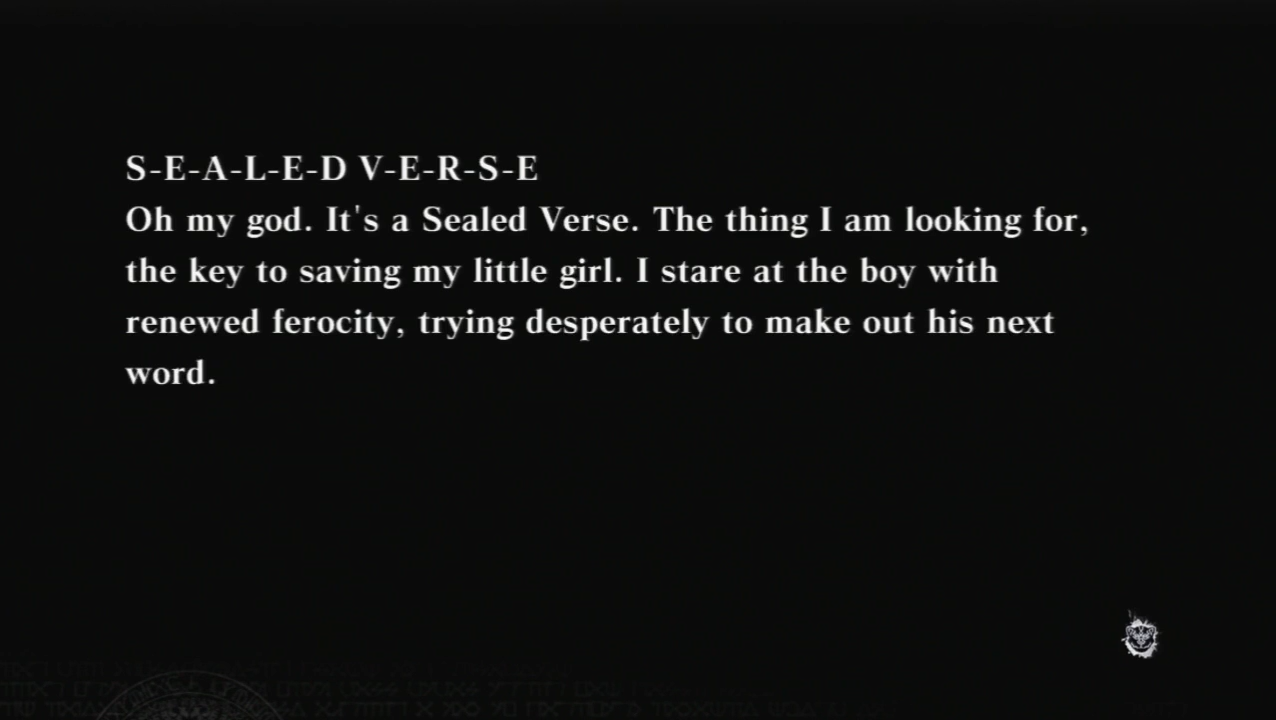 S-E-A-L-E-D V-E-R-S-E
Oh my god. It's a Sealed Verse. The thing I am looking for,
the key to saving my little girl. I stare at the boy with
renewed ferocity, trying desperately to make out his next
word.